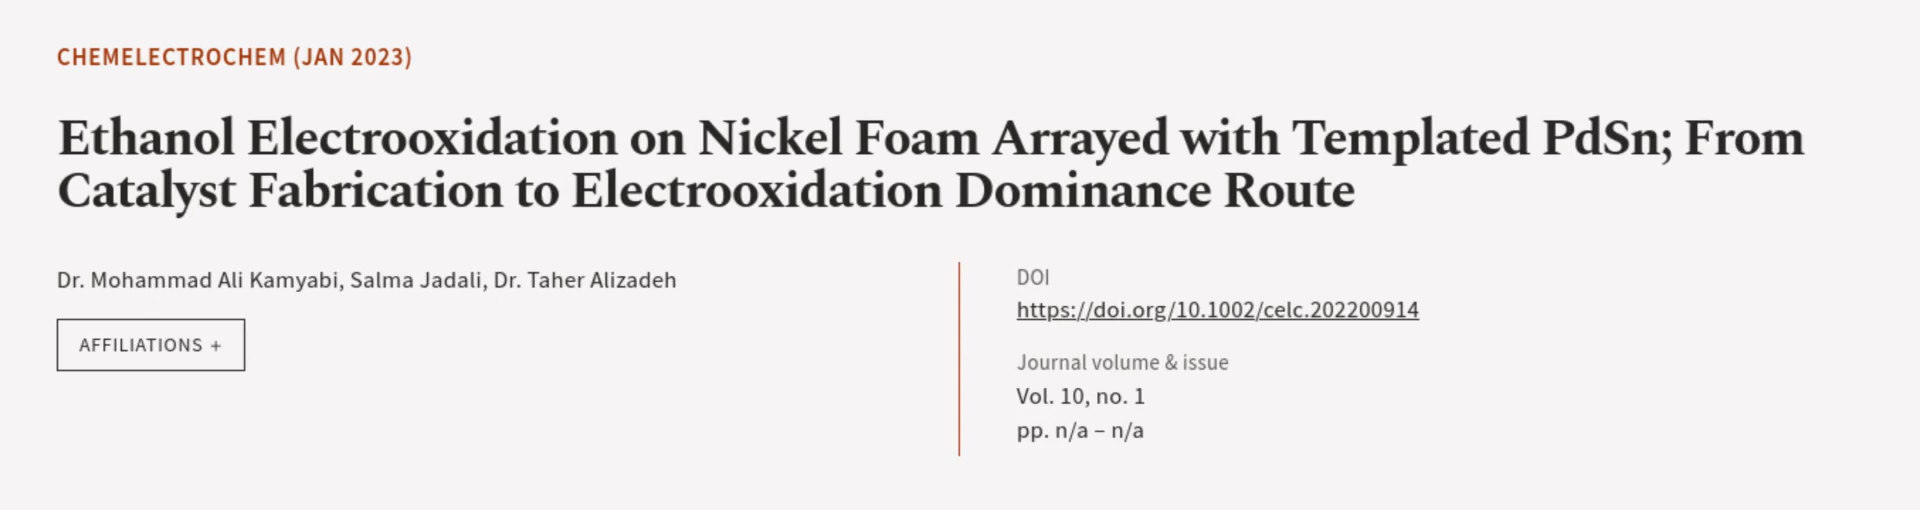 CHEMELECTROCHEM (JAN 2023)
Ethanol Electrooxidation on Nickel Foam Arrayed with Templated PdSn; From
Catalyst Fabrication to Electrooxidation Dominance Route
Dr. Mohammad Ali Kamyabi, Salma Jadali, Dr. Taher Alizadeh
AFFILIATIONS +
DOI
https://doi.org/10.1002/celc.202200914
Journal volume & issue
Vol. 10, no. 1
pp. n/a – n/a